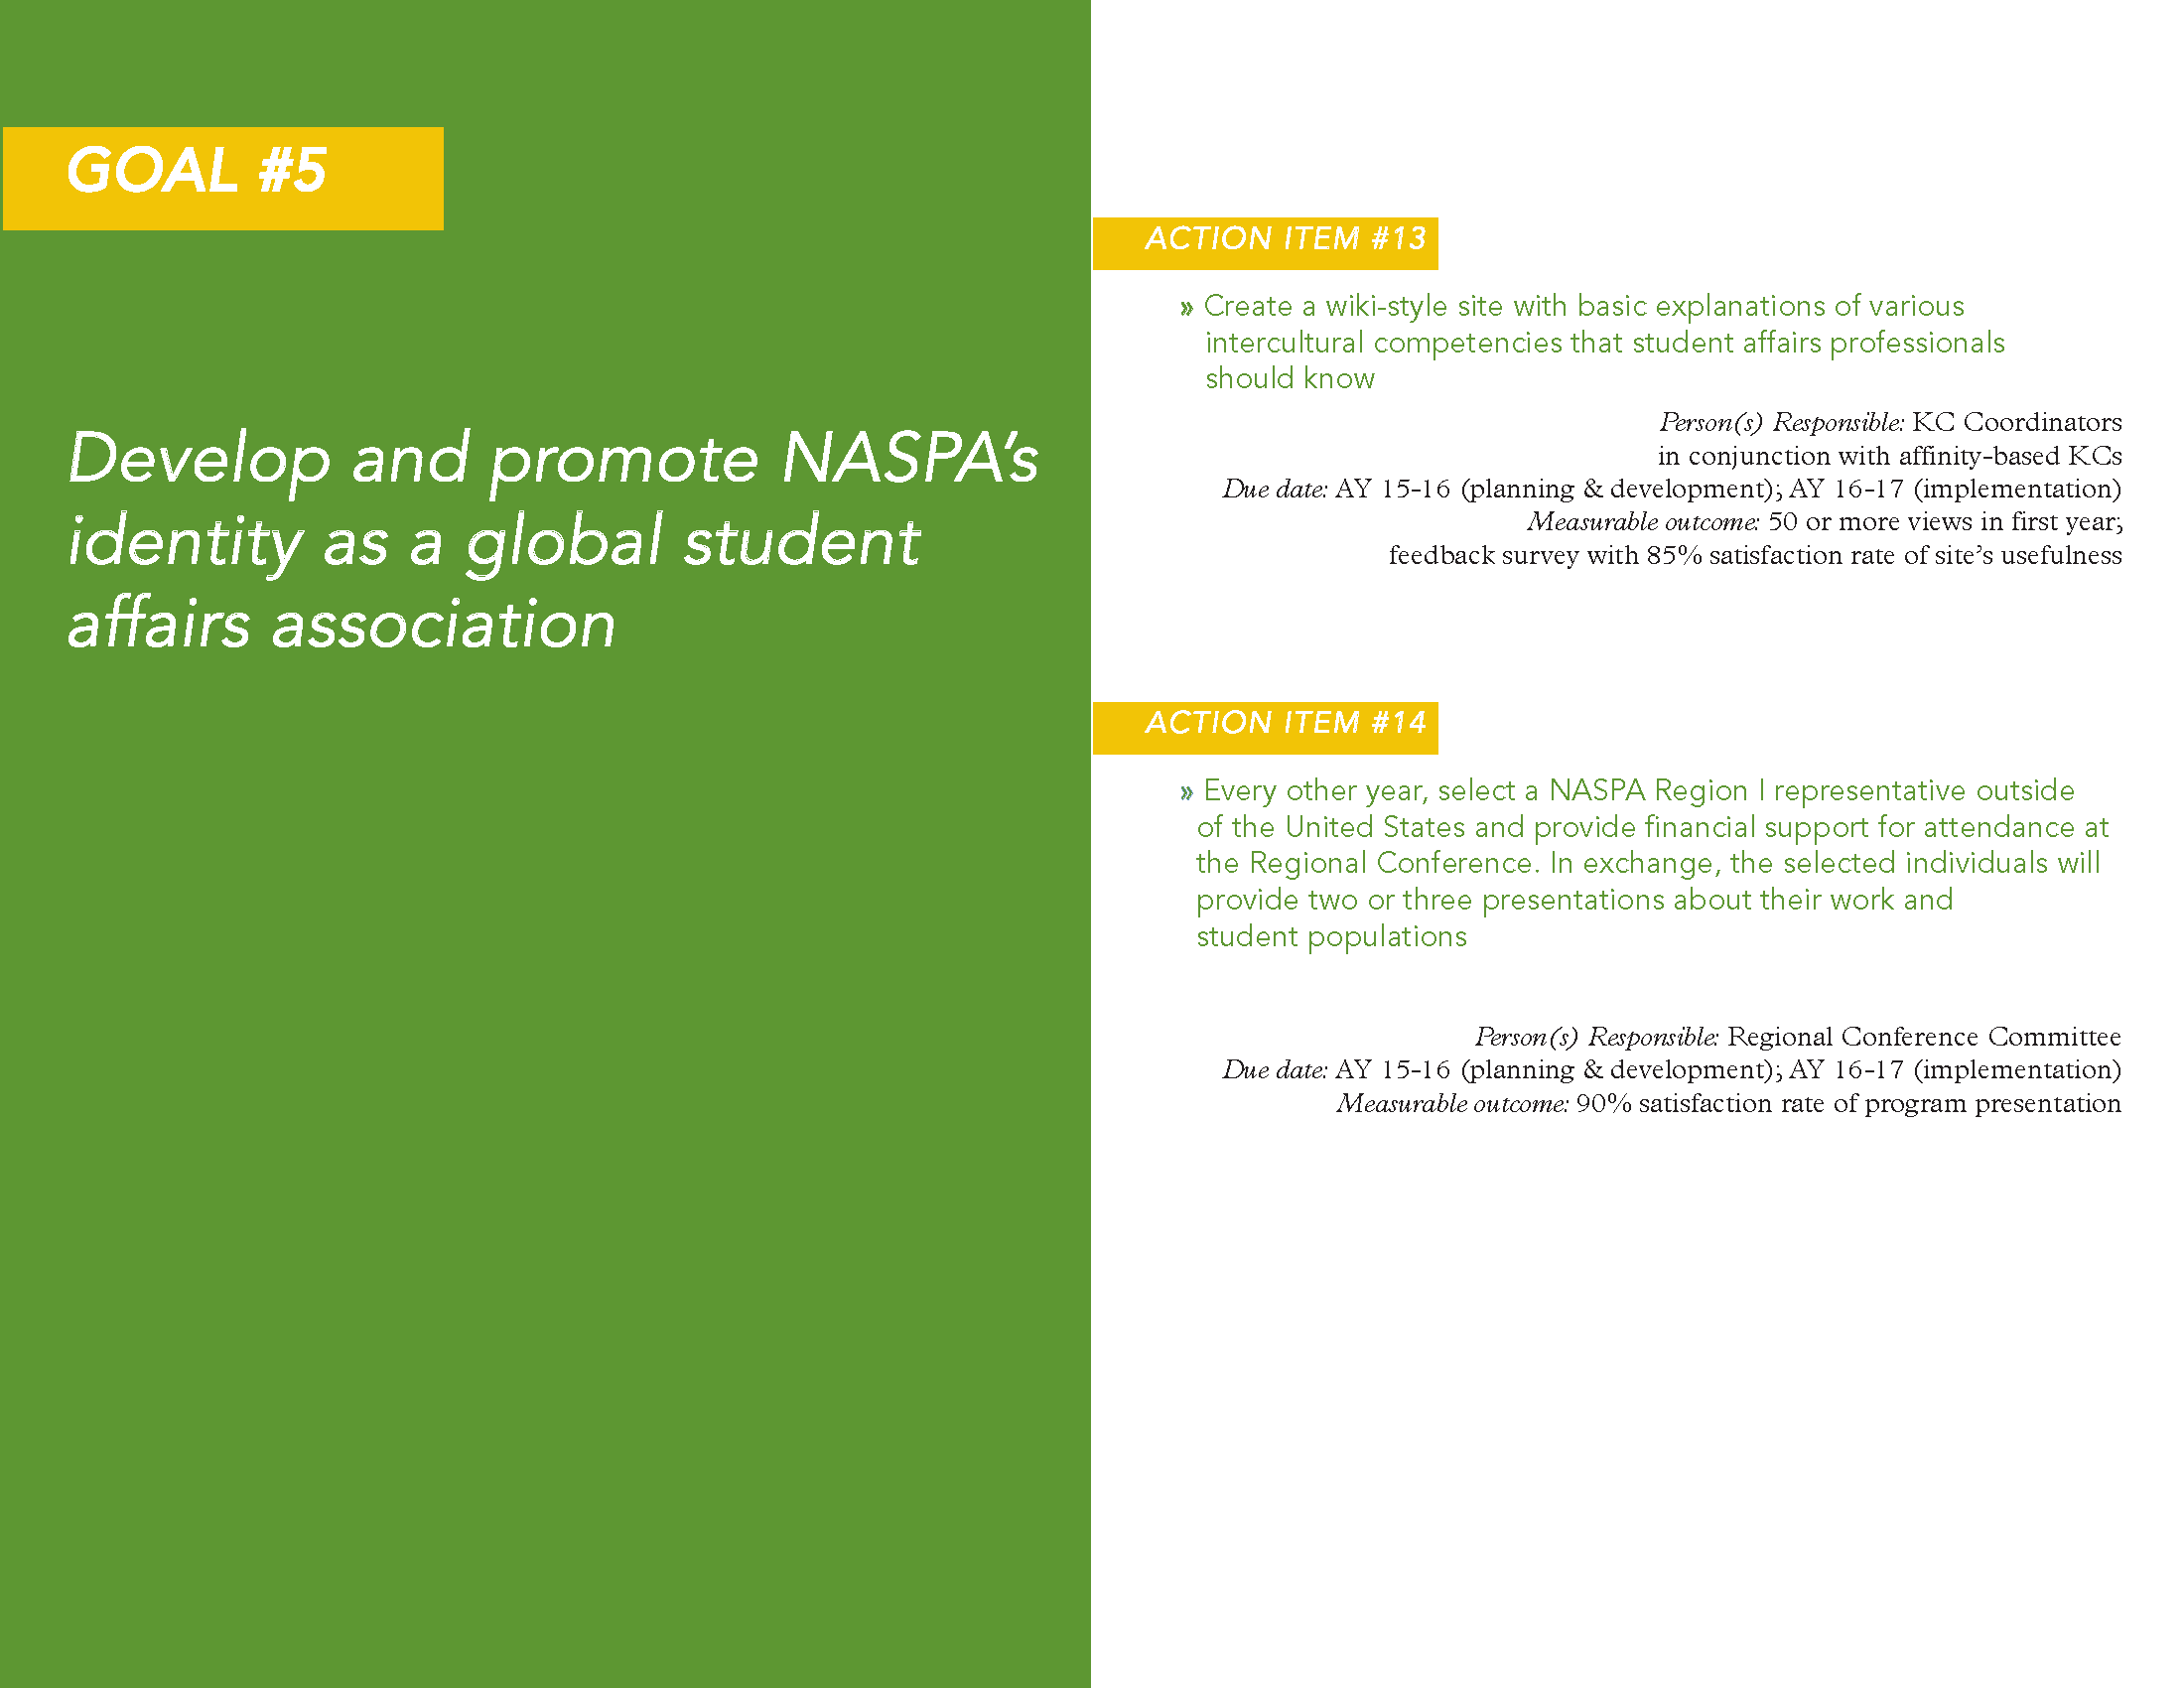 GOAL #5
Develop and promote NASPA’s
identity as a global student
affairs association
ACTION ITEM #13
» Create a wiki-style site with basic explanations of various
intercultural competencies that student affairs professionals
should know
Person(s) Responsible: KC Coordinators
in conjunction with affinity-based KCs
Due date: AY 15-16 (planning & development); AY 16-17 (implementation)
Measurable outcome: 50 or more views in first year;
feedback survey with 85% satisfaction rate of site’s usefulness
ACTION ITEM #14
» Every other year, select a NASPA Region I representative outside
of the United States and provide financial support for attendance at
the Regional Conference. In exchange, the selected individuals will
provide two or three presentations about their work and
student populations
Person(s) Responsible: Regional Conference Committee
Due date: AY 15-16 (planning & development); AY 16-17 (implementation)
Measurable outcome: 90% satisfaction rate of program presentation